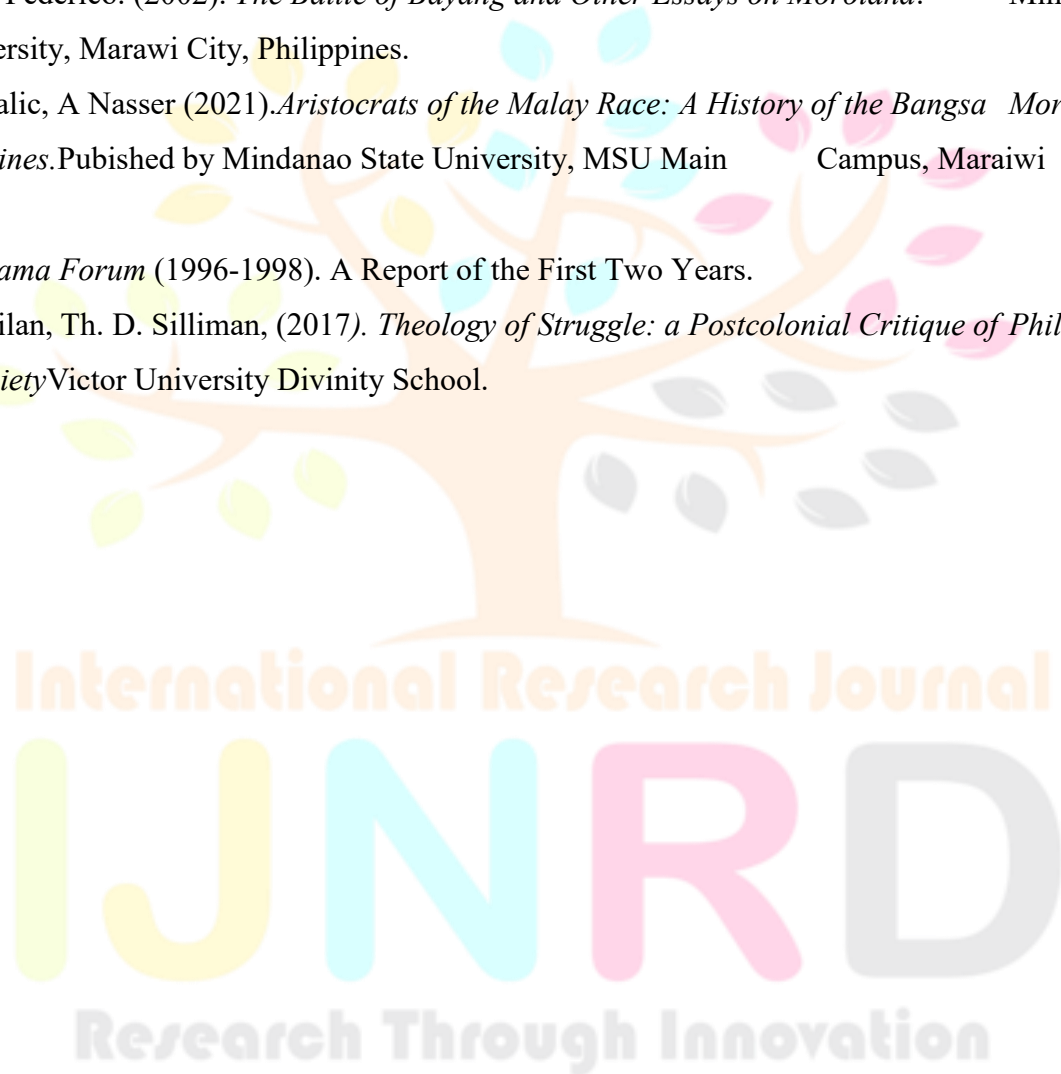 Federico. (2002). The Battle of Bayang and Other Essays on Moroland.
ersity, Marawi City, Philippines.
alic, A Nasser (2021).Aristocrats of the Malay Race: A History of the Bangsa Mor
ines.Pubished by Mindanao State University, MSU Main Campus, Maraiwi
ama Forum (1996-1998). A Report of the First Two Years.
ilan, Th. D. Silliman, (2017). Theology of Struggle: a Postcolonial Critique of Phil
ietyVictor University Divinity School.
International Research Journal
IJNRD
Research Through Innovation